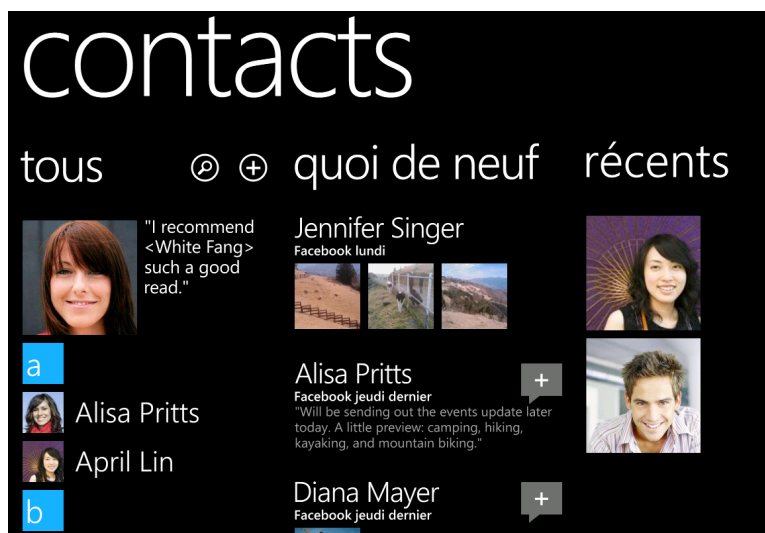 contacts
tous
"I recommend
<White Fang>
such a good
read."
a
Alisa Pritts
April Lin
b
quoi de neuf
Jennifer Singer
Facebook lundi
Alisa Pritts
Facebook jeudi dernier
"Will be sending out the events update later
today. A little preview: camping, hiking,
kayaking, and mountain biking."
Diana Mayer
Facebook jeudi dernier
récents